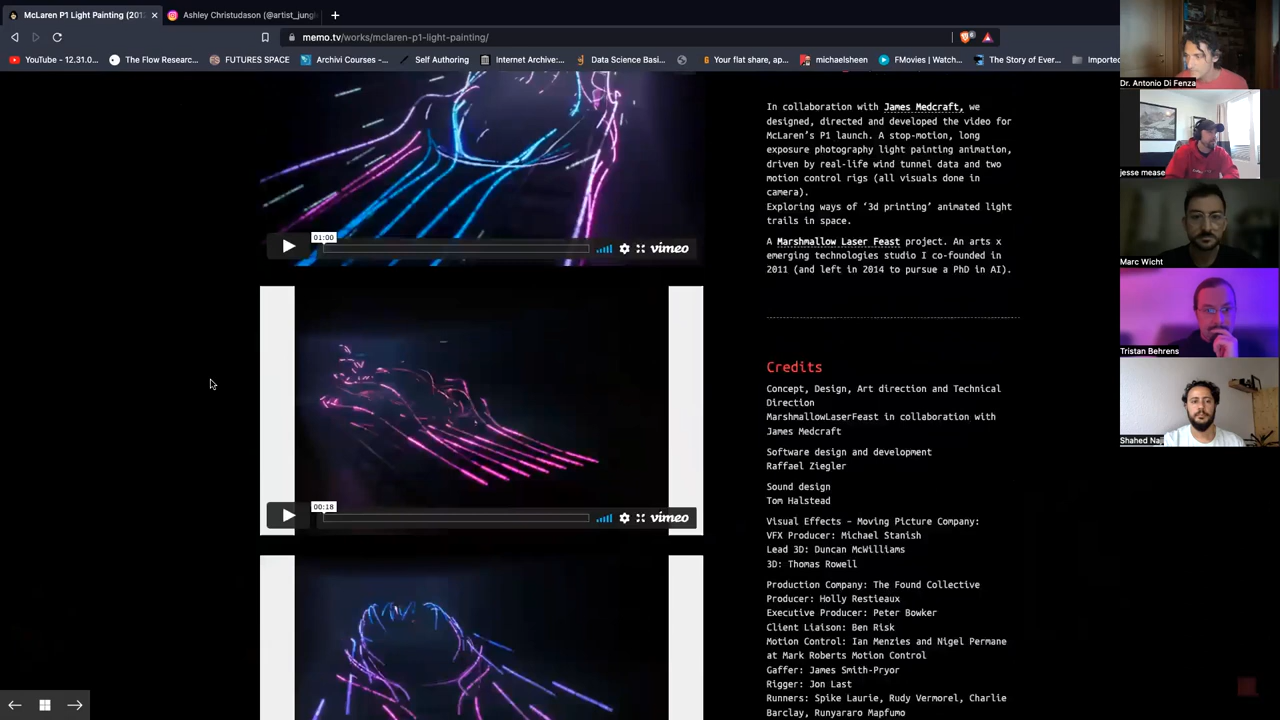 McLaren P1 Light Painting (201
Ashley Christudason (@artist_jungl
memo.tv/works/mclaren-p1-light-painting/
6
YouTube - 12.31.0...
The Flow Researc...
FUTURES SPACE
Archivi Courses -...
Self Authoring
Internet Archive:...
Data Science Basi...
Your flat share, ap...
michaelsheen
FMovies | Watch...
The Story of Ever...
Imported
In collaboration with James Medcraft, we
designed, directed and developed the video for
McLaren's P1 launch. A stop-motion, long
exposure photography light painting animation,
driven by real-life wind tunnel data and two
motion control rigs (all visuals done in
camera).
Exploring ways of '3d printing' animated light
trails in space.
A Marshmallow Laser Feast project. An arts x
emerging technologies studio I co-founded in
2011 (and left in 2014 to pursue a PhD in AI).
01:00
vimeo
00:18
vimeo
Credits
Concept, Design, Art direction and Technical
Direction
MarshmallowLaserFeast in collaboration with
James Medcraft
Software design and development
Raffael Ziegler
Sound design
Tom Halstead
Visual Effects – Moving Picture Company:
VFX Producer: Michael Stanish
Lead 3D: Duncan McWilliams
3D: Thomas Rowell
Production Company: The Found Collective
Producer: Holly Restieaux
Executive Producer: Peter Bowker
Client Liaison: Ben Risk
Motion Control: Ian Menzies and Nigel Permane
at Mark Roberts Motion Control
Gaffer: James Smith-Pryor
Rigger: Jon Last
Runners: Spike Laurie, Rudy Vermorel, Charlie
Barclay, Runyararo Mapfumo
Dr. Antonio Di Fenza
jesse mease
Marc Wicht
Tristan Behrens
Shahed Naji